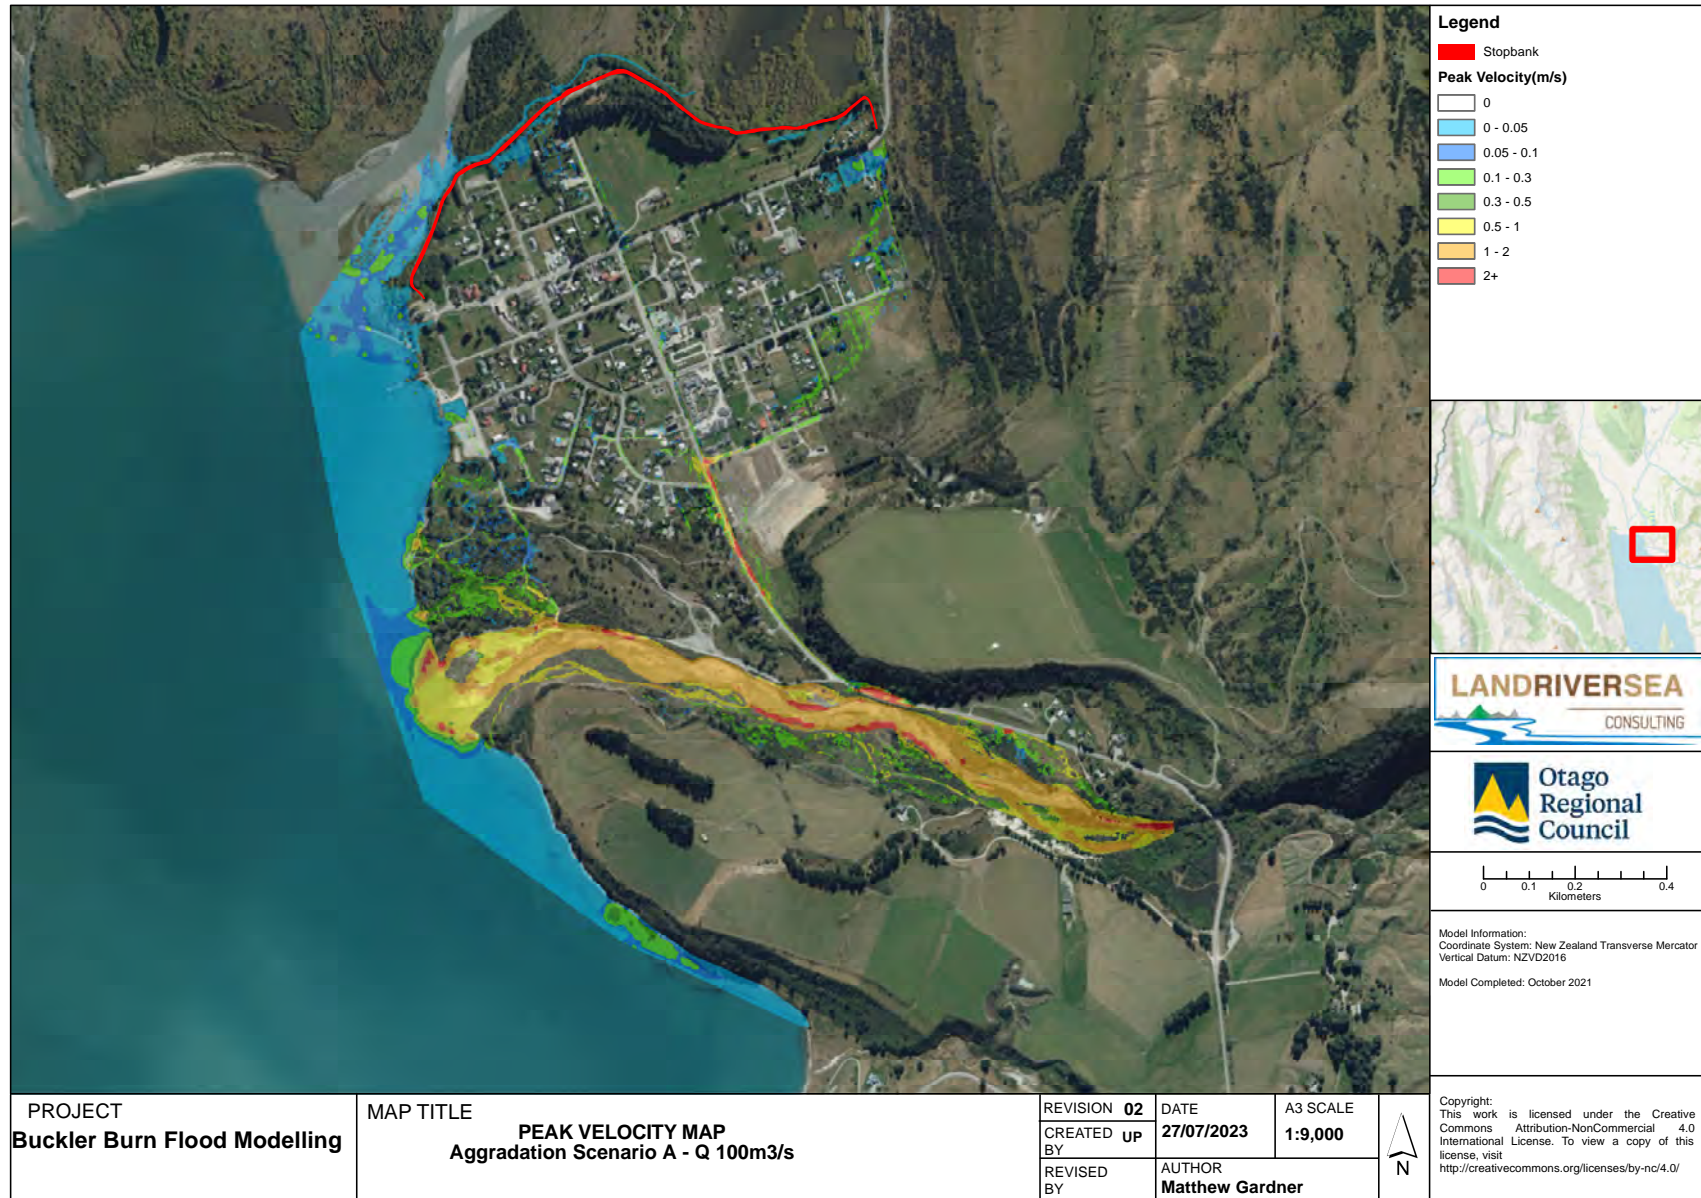 Legend
Stopbank
Peak Velocity(m/s)
0
0 - 0.05
0.05 - 0.1
0.1 - 0.3
0.3 - 0.5
0.5 - 1
1 - 2
2+
LANDRIVERSEA
CONSULTING
Otago
Regional
Council
0 0.1 0.2 0.4
Kilometers
Model Information:
Coordinate System: New Zealand Transverse Mercator
Vertical Datum: NZVD2016
Model Completed: October 2021
Copyright:
This work is licensed under the Creative
Commons Attribution-NonCommercial 4.0
International License. To view a copy of this
license, visit
http://creativecommons.org/licenses/by-nc/4.0/
PROJECT
Buckler Burn Flood Modelling
MAP TITLE
PEAK VELOCITY MAP
Aggradation Scenario A - Q 100m3/s
REVISION 02
CREATED BY UP
REVISED BY
DATE
27/07/2023
A3 SCALE
1:9,000
AUTHOR
Matthew Gardner
N